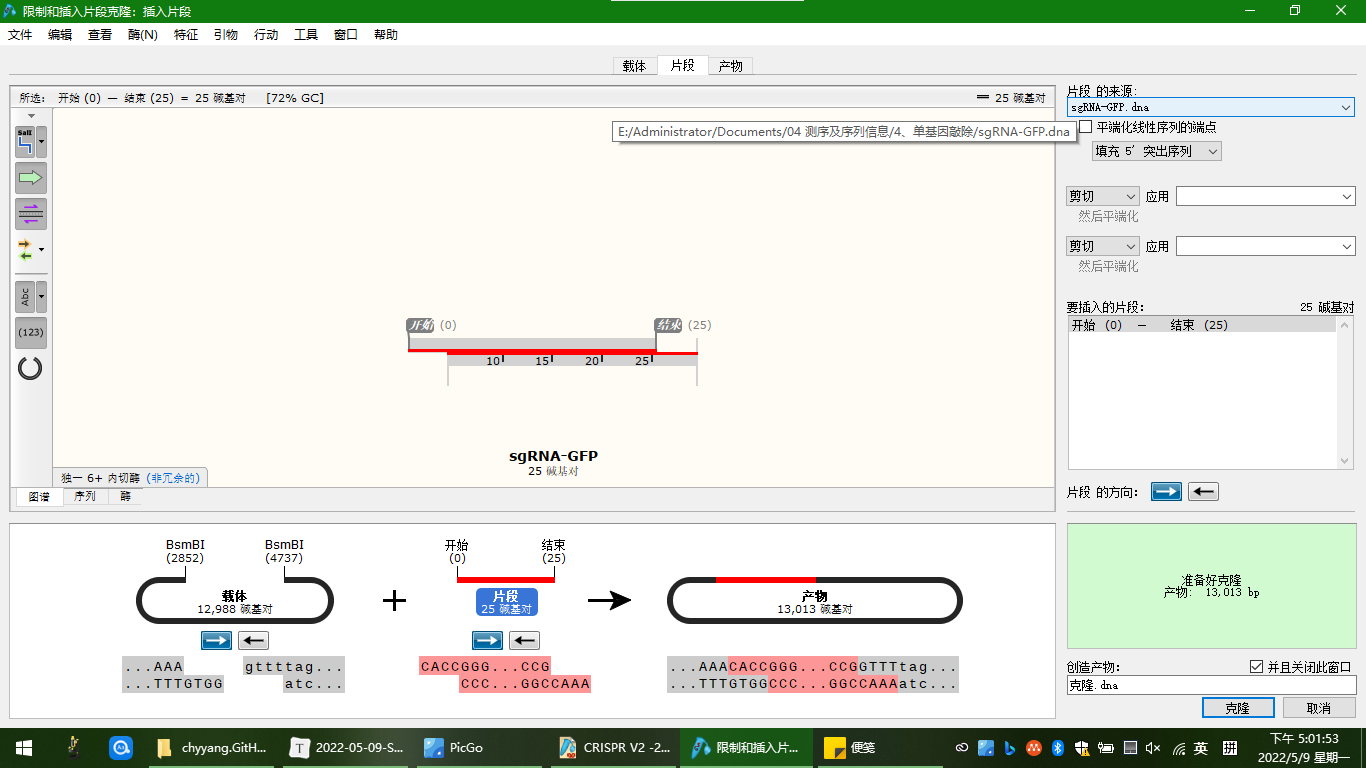 限制和插入片段克隆: 插入片段
文件 编辑 查看 酶(N) 特征 引物 行动 工具 窗口 帮助
载体 片段 产物
所选: 开始 (0) — 结束 (25) = 25 碱基对 [72% GC]
25 碱基对
片段 的来源:
sgRNA-GFP.dna
E:/Administrator/Documents/04 测序及序列信息/4、单基因敲除/sgRNA-GFP.dna
平端化线性序列的端点
填充 5' 突出序列
SalI
剪切 应用
然后平端化
剪切 应用
然后平端化
Abc
(123)
要插入的片段: 25 碱基对
开始 (0) — 结束 (25)
开始 (0) 结束 (25)
10 15 20 25
sgRNA-GFP
25 碱基对
独一 6+ 内切酶 (非冗余的)
图谱 序列 酶
片段 的方向:
BsmBI
(2852)
BsmBI
(4737)
载体
12,988 碱基对
...AAA gttttag...
...TTTGTGG atc...
+
开始
(0)
结束
(25)
片段
25 碱基对
CACCGGG...CCG
CCC...GGCCAAA
产物
13,013 碱基对
...AAACACCGGG...CCGGTTTtag...
...TTTGTGGCCC...GGCCAAAatc...
准备好克隆
产物: 13,013 bp
创造产物: 并且关闭此窗口
克隆.dna
克隆 取消
chyyang.GitH... 2022-05-09-S... PicGo CRISPR V2 -2... 限制和插入片... 便笺
英 拼
下午 5:01:53
2022/5/9 星期一